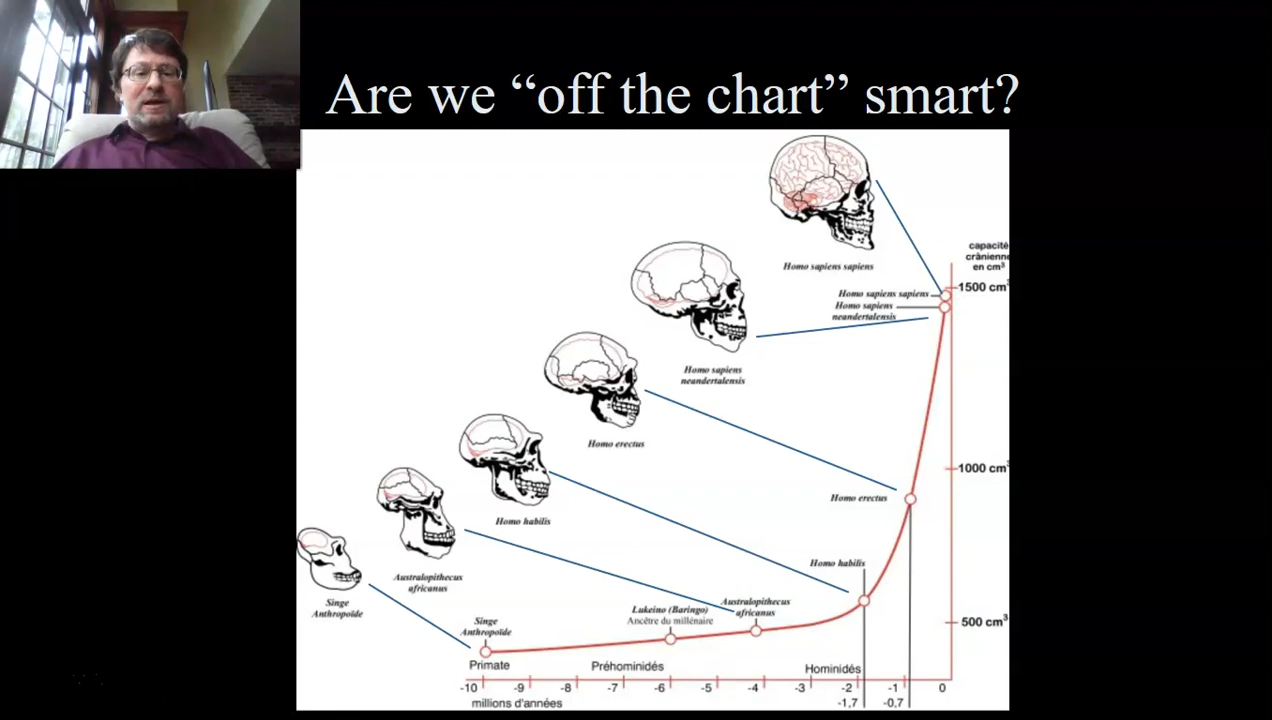 Are we “off the chart” smart?
capacité
crânienne
en cm³
Homo sapiens sapiens
1500 cm³
Homo sapiens sapiens
Homo sapiens
neandertalensis
Homo sapiens
neandertalensis
Homo erectus
1000 cm³
Homo erectus
Homo habilis
Homo habilis
Australopithecus
africanus
Singe
Anthropoïde
Australopithecus
africanus
Lukeino (Baringo)
Ancêtre du millénaire
Singe
Anthropoïde
500 cm³
Primate
Préhominidés
Hominidés
-10 -9 -8 -7 -6 -5 -4 -3 -2 -1 0
millions d'années
-1,7 -0,7